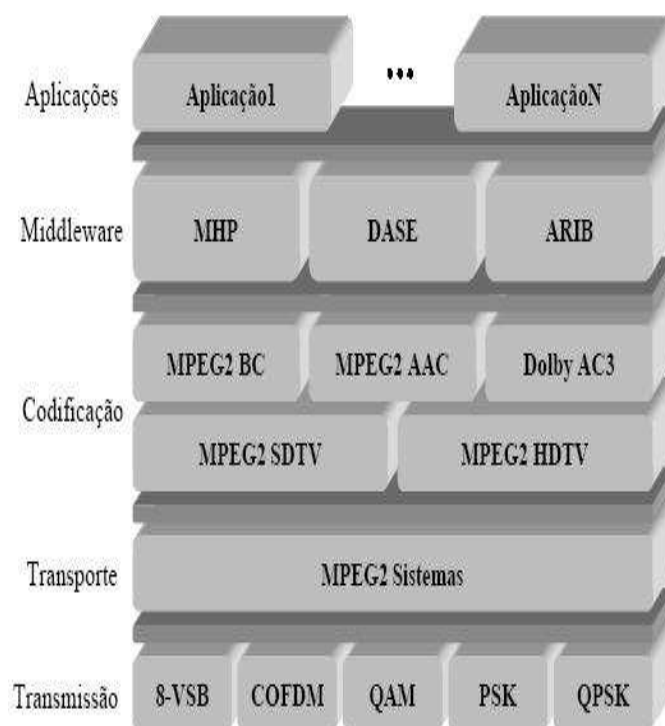 Aplicações
Aplicação1
...
AplicaçãoN
Middleware
MHP
DASE
ARIB
Codificação
MPEG2 BC
MPEG2 AAC
Dolby AC3
MPEG2 SDTV
MPEG2 HDTV
Transporte
MPEG2 Sistemas
Transmissão
8-VSB
COFDM
QAM
PSK
QPSK